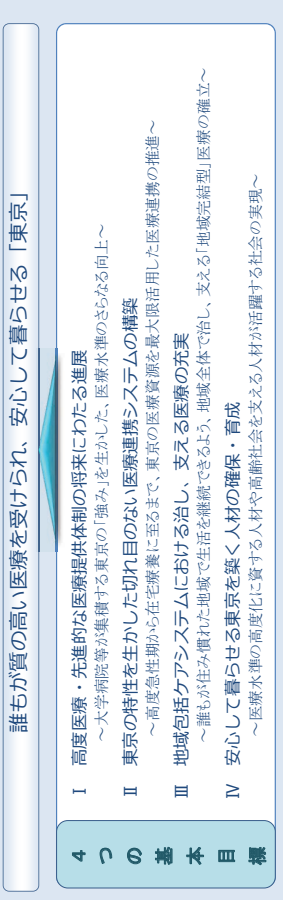 誰もが質の高い医療を受けられ、安心して暮らせる「東京」
4つの基本目標
Ⅰ 高度医療・先進的な医療提供体制の将来にわたる進展
～大学病院等が集積する東京の「強み」を生かした、医療水準のさらなる向上～
Ⅱ 東京の特性を生かした切れ目のない医療連携システムの構築
～高度急性期から在宅療養に至るまで、東京の医療資源を最大限活用した医療連携の推進～
Ⅲ 地域包括ケアシステムにおける治し、支える医療の充実
～誰もが住み慣れた地域で生活を継続できるよう、地域全体で治し、支える「地域完結型」医療の確立～
Ⅳ 安心して暮らせる東京を築く人材の確保・育成
～医療水準の高度化に資する人材や高齢社会を支える人材が活躍する社会の実現～